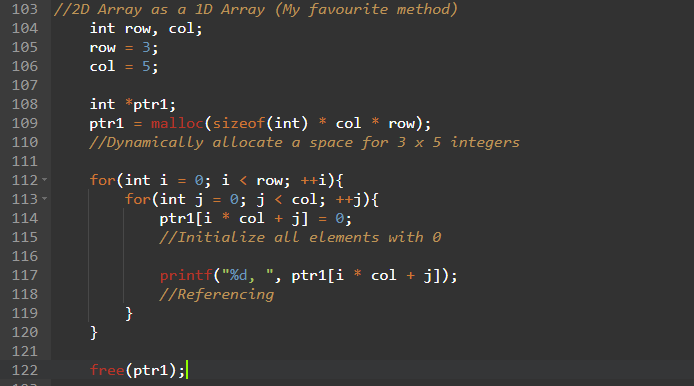 103 //2D Array as a 1D Array (My favourite method)
104     int row, col;
105     row = 3;
106     col = 5;
107
108     int *ptr1;
109     ptr1 = malloc(sizeof(int) * col * row);
110     //Dynamically allocate a space for 3 x 5 integers
111
112     for(int i = 0; i < row; ++i){
113         for(int j = 0; j < col; ++j){
114             ptr1[i * col + j] = 0;
115             //Initialize all elements with 0
116
117             printf("%d, ", ptr1[i * col + j]);
118             //Referencing
119         }
120     }
121
122     free(ptr1);